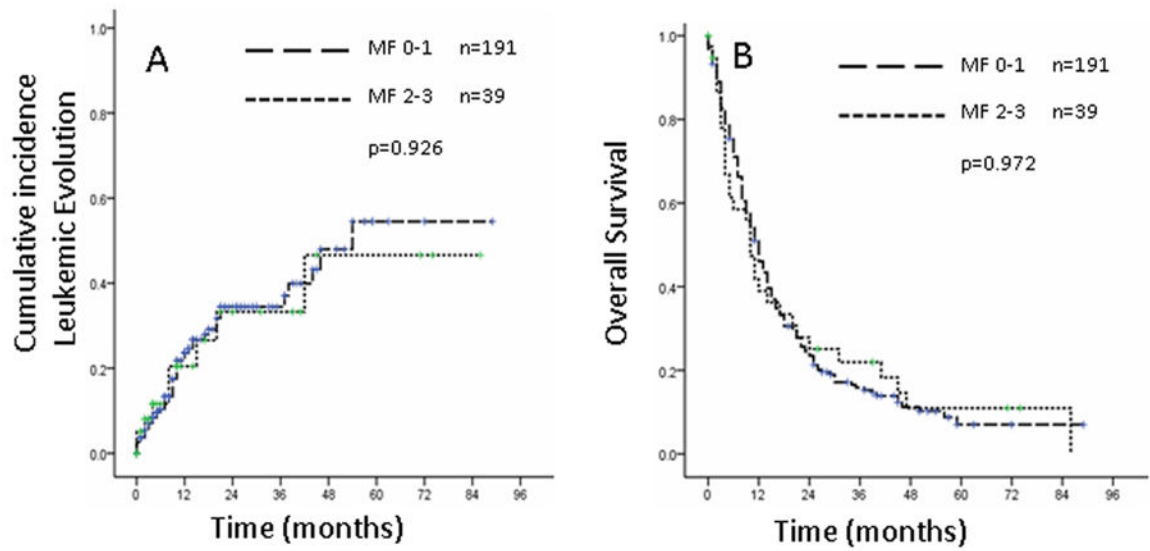 A
MF 0-1 n=191
MF 2-3 n=39
p=0.926
Cumulative incidence
Leukemic Evolution
1.0
0.8
0.6
0.4
0.2
0.0
0 12 24 36 48 60 72 84 96
Time (months)
B
MF 0-1 n=191
MF 2-3 n=39
p=0.972
Overall Survival
1.0
0.8
0.6
0.4
0.2
0.0
0 12 24 36 48 60 72 84 96
Time (months)